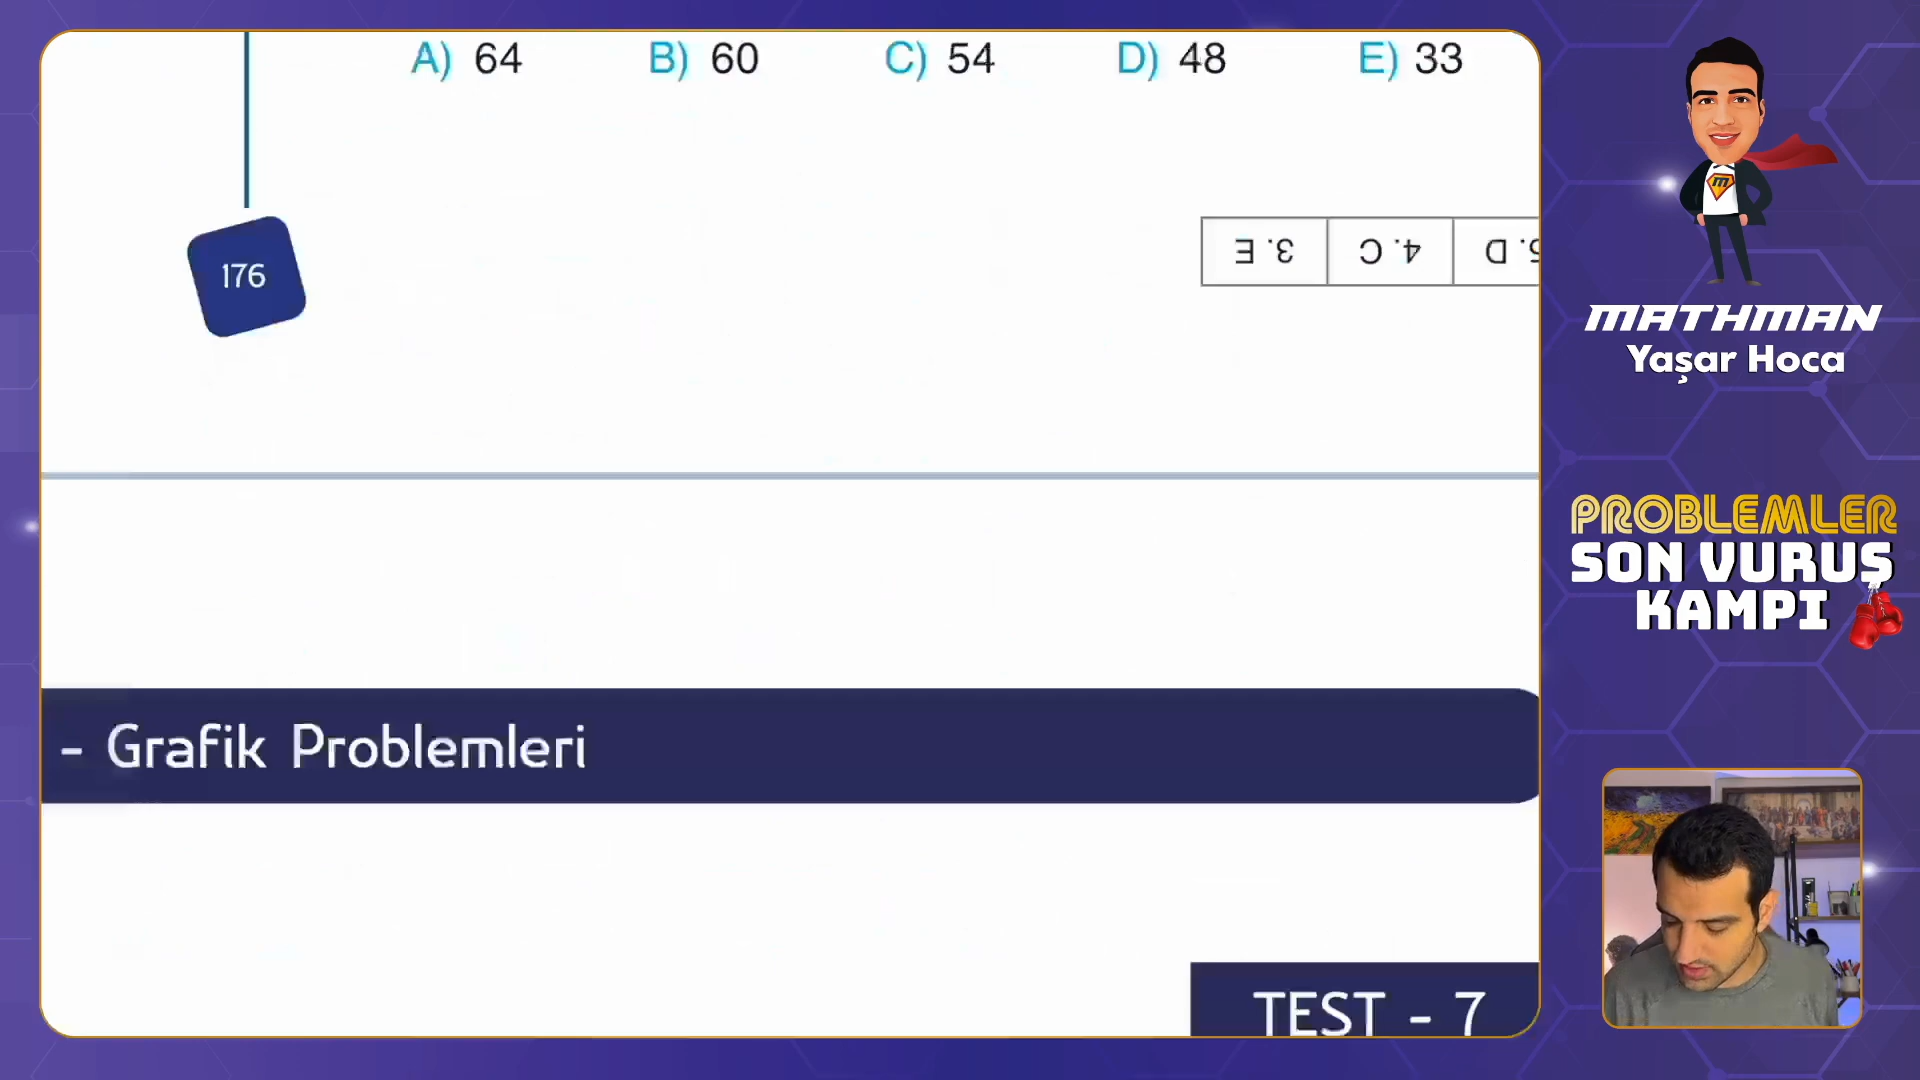 A) 64 B) 60 C) 54 D) 48 E) 33
176
3. E 4. C 5. D
- Grafik Problemleri
TEST - 7
m
MATHMAN
Yaşar Hoca
PROBLEMLER
SON VURUŞ
KAMPI